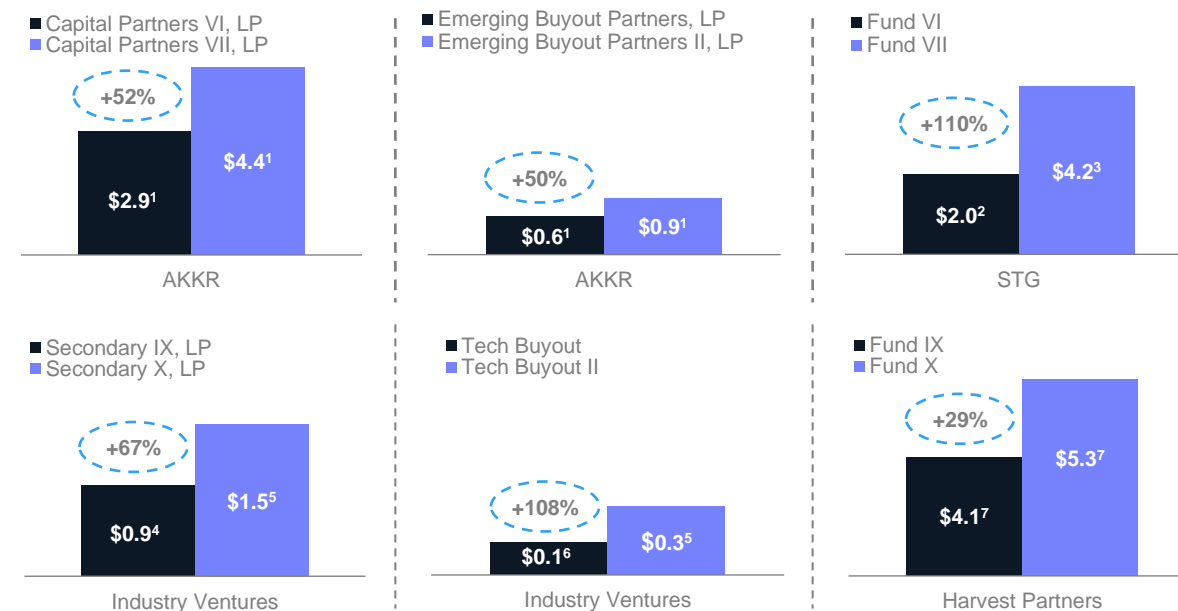 Capital Partners VI, LP
Capital Partners VII, LP
+52%
$2.9¹
$4.4¹
AKKR
Emerging Buyout Partners, LP
Emerging Buyout Partners II, LP
+50%
$0.6¹
$0.9¹
AKKR
Fund VI
Fund VII
+110%
$2.0²
$4.2³
STG
Secondary IX, LP
Secondary X, LP
+67%
$0.9⁴
$1.5⁵
Industry Ventures
Tech Buyout
Tech Buyout II
+108%
$0.1⁶
$0.3⁵
Industry Ventures
Fund IX
Fund X
+29%
$4.1⁷
$5.3⁷
Harvest Partners